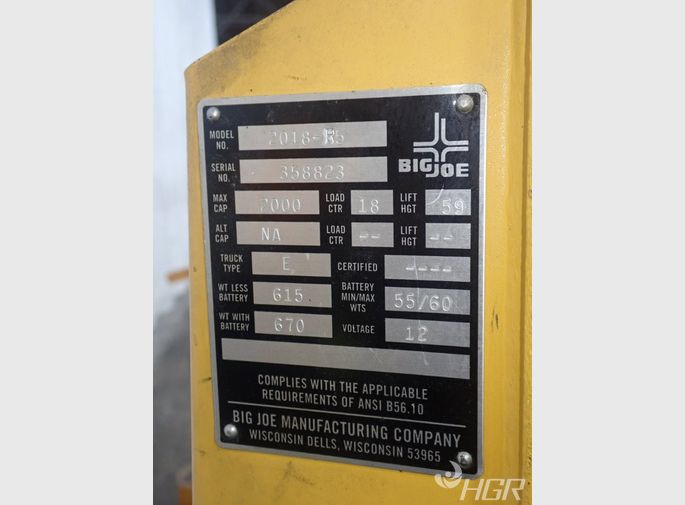 MODEL NO. 2018-R5
BIG JOE
SERIAL NO. 358823
MAX CAP 2000 LOAD CTR 18 LIFT HGT 59
ALT CAP NA LOAD CTR -- LIFT HGT --
TRUCK TYPE E CERTIFIED ----
WT LESS BATTERY 615 BATTERY MIN/MAX WTS 55/60
WT WITH BATTERY 670 VOLTAGE 12
COMPLIES WITH THE APPLICABLE
REQUIREMENTS OF ANSI B56.10
BIG JOE MANUFACTURING COMPANY
WISCONSIN DELLS, WISCONSIN 53965
HGR